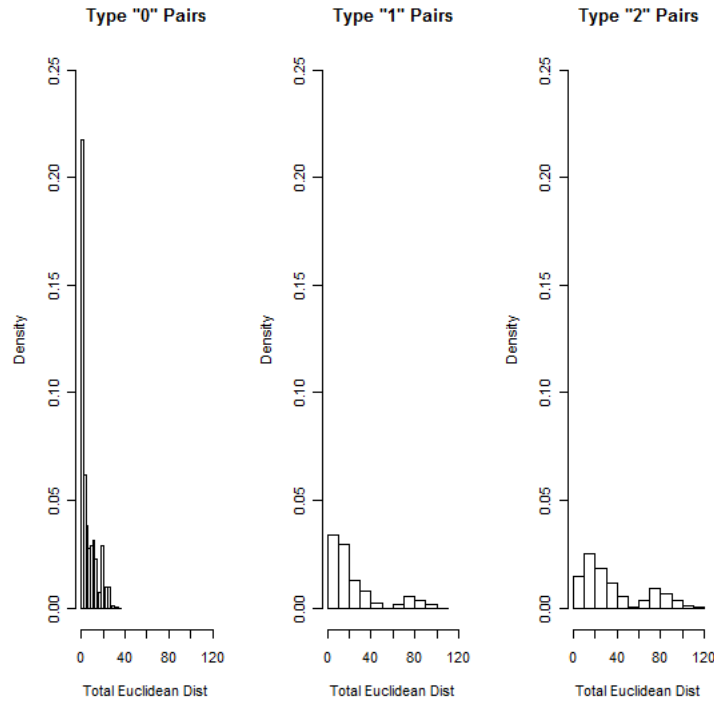 Type "0" Pairs
Density
0.00 0.05 0.10 0.15 0.20 0.25
0 40 80 120
Total Euclidean Dist
Type "1" Pairs
Density
0.00 0.05 0.10 0.15 0.20 0.25
0 40 80 120
Total Euclidean Dist
Type "2" Pairs
Density
0.00 0.05 0.10 0.15 0.20 0.25
0 40 80 120
Total Euclidean Dist